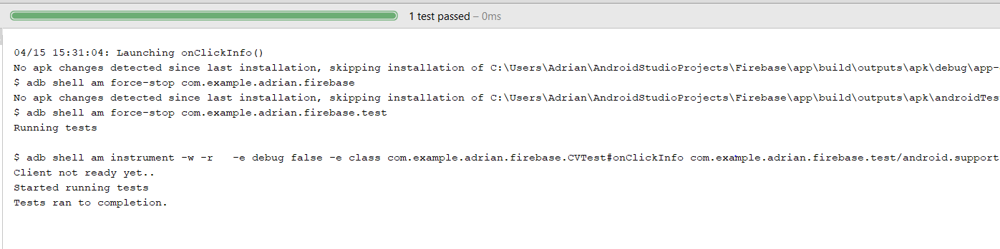 1 test passed – 0ms
04/15 15:31:04: Launching onClickInfo()
No apk changes detected since last installation, skipping installation of C:\Users\Adrian\AndroidStudioProjects\Firebase\app\build\outputs\apk\debug\app-
$ adb shell am force-stop com.example.adrian.firebase
No apk changes detected since last installation, skipping installation of C:\Users\Adrian\AndroidStudioProjects\Firebase\app\build\outputs\apk\androidTes
$ adb shell am force-stop com.example.adrian.firebase.test
Running tests
$ adb shell am instrument -w -r   -e debug false -e class com.example.adrian.firebase.CVTest#onClickInfo com.example.adrian.firebase.test/android.support
Client not ready yet..
Started running tests
Tests ran to completion.